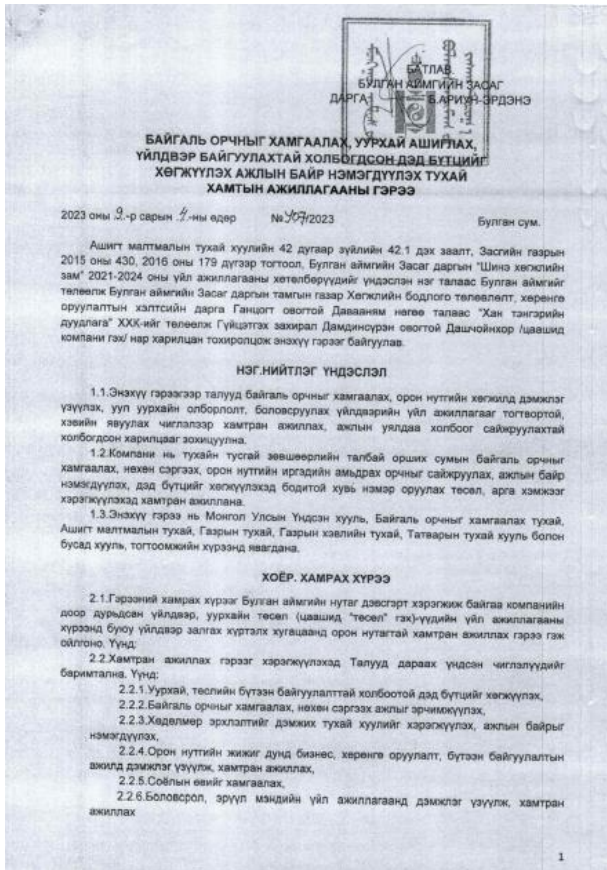 БАТЛАВ.
БУЛГАН АЙМГИЙН ЗАСАГ
ДАРГА БАРИУН-ЭРДЭНЭ
БАЙГАЛЬ ОРЧНЫГ ХАМГААЛАХ, УУРХАЙ АШИГЛАХ,
ҮЙЛДВЭР БАЙГУУЛАХТАЙ ХОЛБОГДСОН ДЭД БҮТЦИЙГ
ХӨГЖҮҮЛЭХ АЖЛЫН БАЙР НЭМЭГДҮҮЛЭХ ТУХАЙ
ХАМТЫН АЖИЛЛАГААНЫ ГЭРЭЭ
2023 оны 9.-р сарын 4.-ны өдөр №407/2023 Булган сум.
Ашигт малтмалын тухай хуулийн 42 дугаар зүйлийн 42.1 дэх заалт, Засгийн газрын
2015 оны 430, 2016 оны 179 дүгээр тогтоол, Булган аймгийн Засаг даргын "Шинэ хөгжлийн
зам" 2021-2024 оны үйл ажиллагааны хөтөлбөрүүдийг үндэслэн нэг талаас Булган аймгийг
төлөөлж Булган аймгийн Засаг даргын тамгын газар Хөгжлийн бодлого төлөвлөлт, хөрөнгө
оруулалтын хэлтсийн дарга Ганцогт овогтой Давааням нөгөө талаас "Хан тэнгэрийн
дуудлага" ХХК-ийг төлөөлж Гүйцэтгэх захирал Дамдинсүрэн овогтой Дашчойнхор /цаашид
компани гэх/ нар харилцан тохиролцож энэхүү гэрээг байгуулав.
НЭГ.НИЙТЛЭГ ҮНДЭСЛЭЛ
1.1.Энэхүү гэрээгээр талууд байгаль орчныг хамгаалах, орон нутгийн хөгжилд дэмжлэг
үзүүлэх, уул уурхайн олборлолт, боловсруулах үйлдвэрийн үйл ажиллагааг тогтвортой,
хэвийн явуулах чиглэлээр хамтран ажиллах, ажлын уялдаа холбоог сайжруулахтай
холбогдсон харилцааг зохицуулна.
1.2.Компани нь тухайн тусгай зөвшөөрлийн талбай орших сумын байгаль орчныг
хамгаалах, нөхөн сэргээх, орон нутгийн иргэдийн амьдрах орчныг сайжруулах, ажлын байр
нэмэгдүүлэх, дэд бүтцийг хөгжүүлэхэд бодитой хувь нэмэр оруулах төсөл, арга хэмжээг
хэрэгжүүлэхэд хамтран ажиллана.
1.3.Энэхүү гэрээ нь Монгол Улсын Үндсэн хууль, Байгаль орчныг хамгаалах тухай,
Ашигт малтмалын тухай, Газрын тухай, Газрын хэвлийн тухай, Татварын тухай хууль болон
бусад хууль, тогтоомжийн хүрээнд явагдана.
ХОЁР. ХАМРАХ ХҮРЭЭ
2.1.Гэрээний хамрах хүрээг Булган аймгийн нутаг дэвсгэрт хэрэгжиж байгаа компанийн
доор дурьдсан үйлдвэр, уурхайн төсөл (цаашид "төсөл" гэх)-үүдийн үйл ажиллагааны
хүрээнд буюу үйлдвэр залгах хүртэлх хугацаанд орон нутагтай хамтран ажиллах гэрээ гэж
ойлгоно. Үүнд:
2.2.Хамтран ажиллах гэрээг хэрэгжүүлэхэд Талууд дараах үндсэн чиглэлүүдийг
баримтална. Үүнд:
2.2.1.Уурхай, төслийн бүтээн байгуулалттай холбоотой дэд бүтцийг хөгжүүлэх,
2.2.2.Байгаль орчныг хамгаалах, нөхөн сэргээх ажлыг эрчимжүүлэх,
2.2.3.Хөдөлмөр эрхлэлтийг дэмжих тухай хуулийг хэрэгжүүлэх, ажлын байрыг
нэмэгдүүлэх,
2.2.4.Орон нутгийн жижиг дунд бизнес, хөрөнгө оруулалт, бүтээн байгуулалтын
ажилд дэмжлэг үзүүлж, хамтран ажиллах,
2.2.5.Соёлын өвийг хамгаалах,
2.2.6.Боловсрол, эрүүл мэндийн үйл ажиллагаанд дэмжлэг үзүүлж, хамтран
ажиллах
1